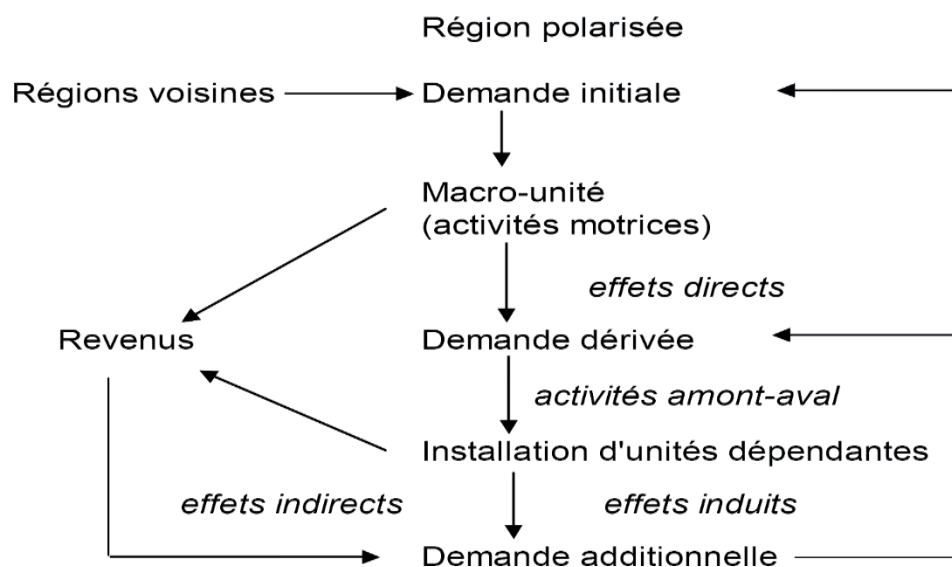 Région polarisée
Régions voisines
Demande initiale
Macro-unité
(activités motrices)
effets directs
Revenus
Demande dérivée
activités amont-aval
Installation d'unités dépendantes
effets indirects
effets induits
Demande additionnelle